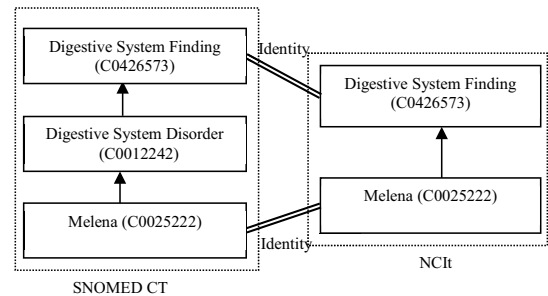 Digestive System Finding
(C0426573)
Identity
Digestive System Finding
(C0426573)
Digestive System Disorder
(C0012242)
Melena (C0025222)
Melena (C0025222)
Identity
NCIt
SNOMED CT